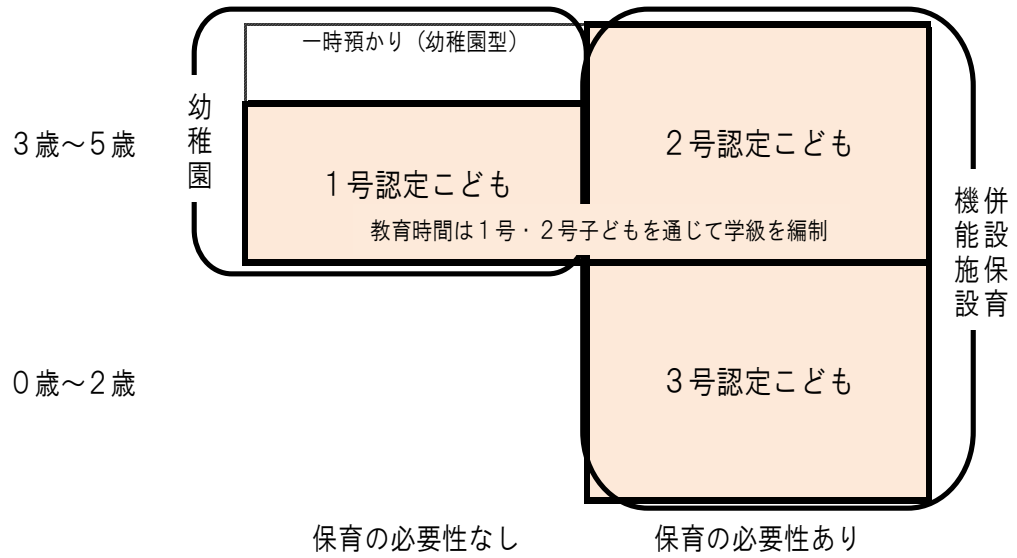 一時預かり（幼稚園型）
幼稚園
３歳～５歳
２号認定こども
１号認定こども
教育時間は１号・２号子どもを通じて学級を編制
併設保育
機能施設
０歳～２歳
３号認定こども
保育の必要性なし
保育の必要性あり